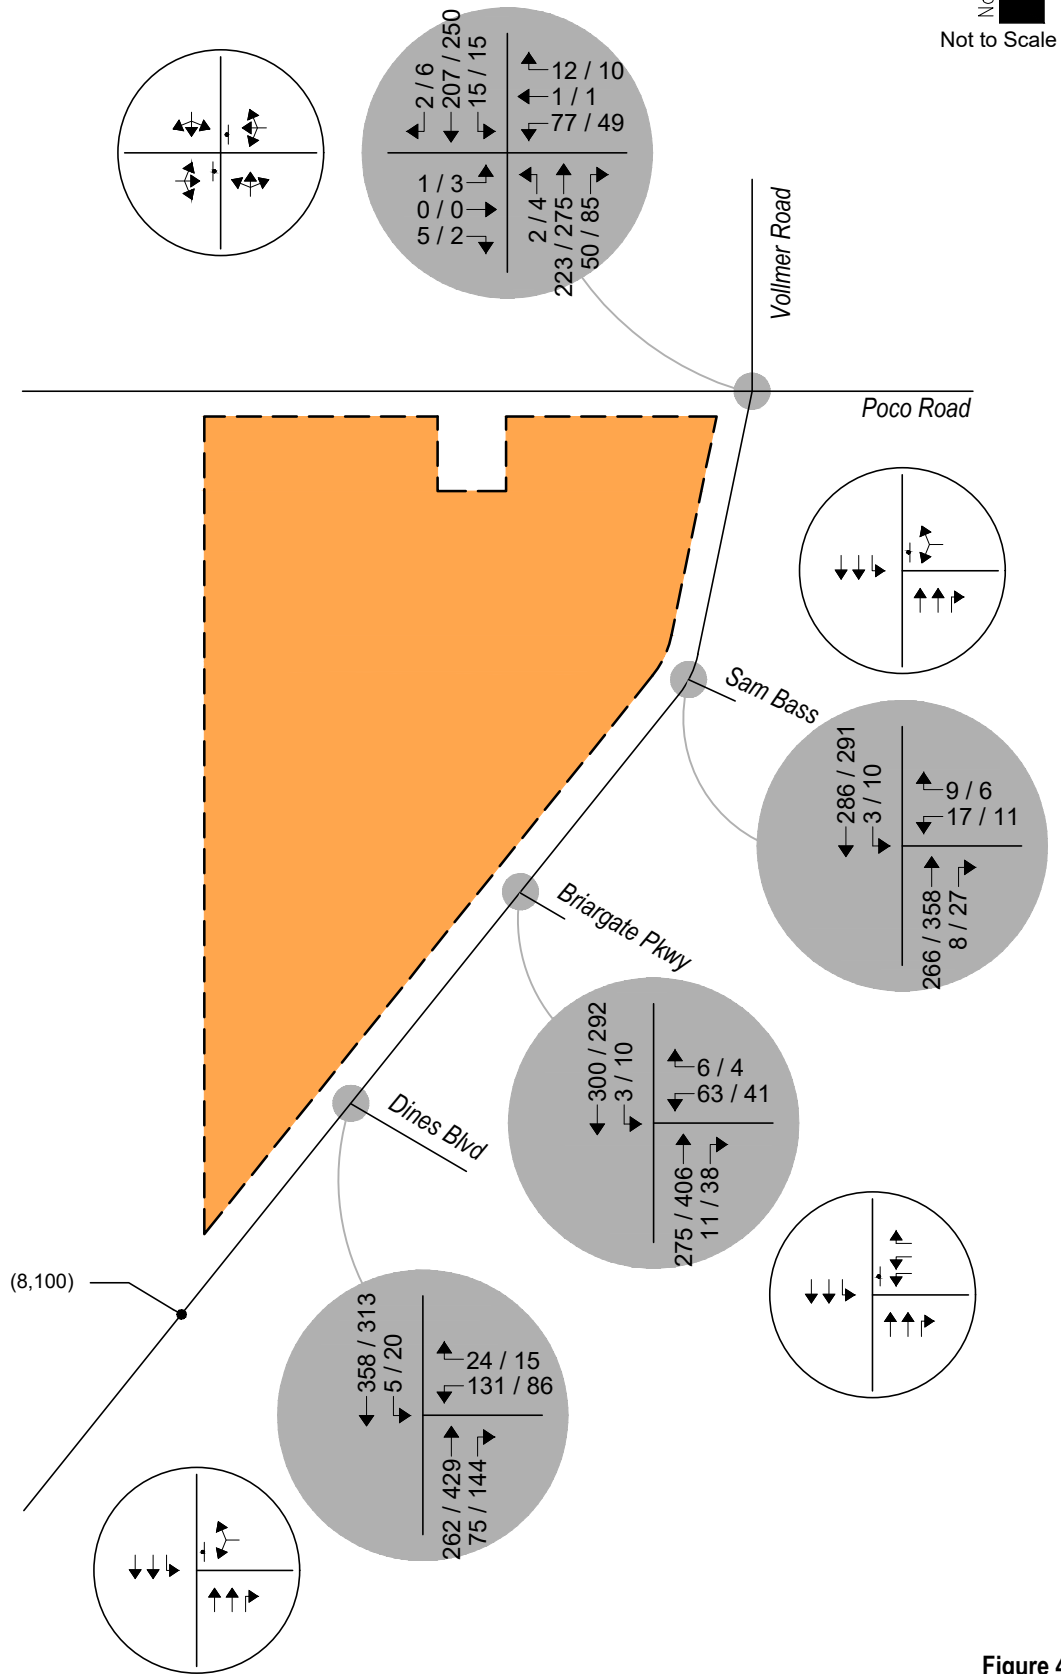 Not to Scale
2 / 6
207 / 250
15 / 15
12 / 10
1 / 1
77 / 49
1 / 3
0 / 0
5 / 2
2 / 4
223 / 275
50 / 85
Vollmer Road
Poco Road
Sam Bass
286 / 291
3 / 10
9 / 6
17 / 11
266 / 358
8 / 27
Briargate Pkwy
300 / 292
3 / 10
6 / 4
63 / 41
275 / 406
11 / 38
Dines Blvd
(8,100)
358 / 313
5 / 20
24 / 15
131 / 86
262 / 429
75 / 144
Figure 4